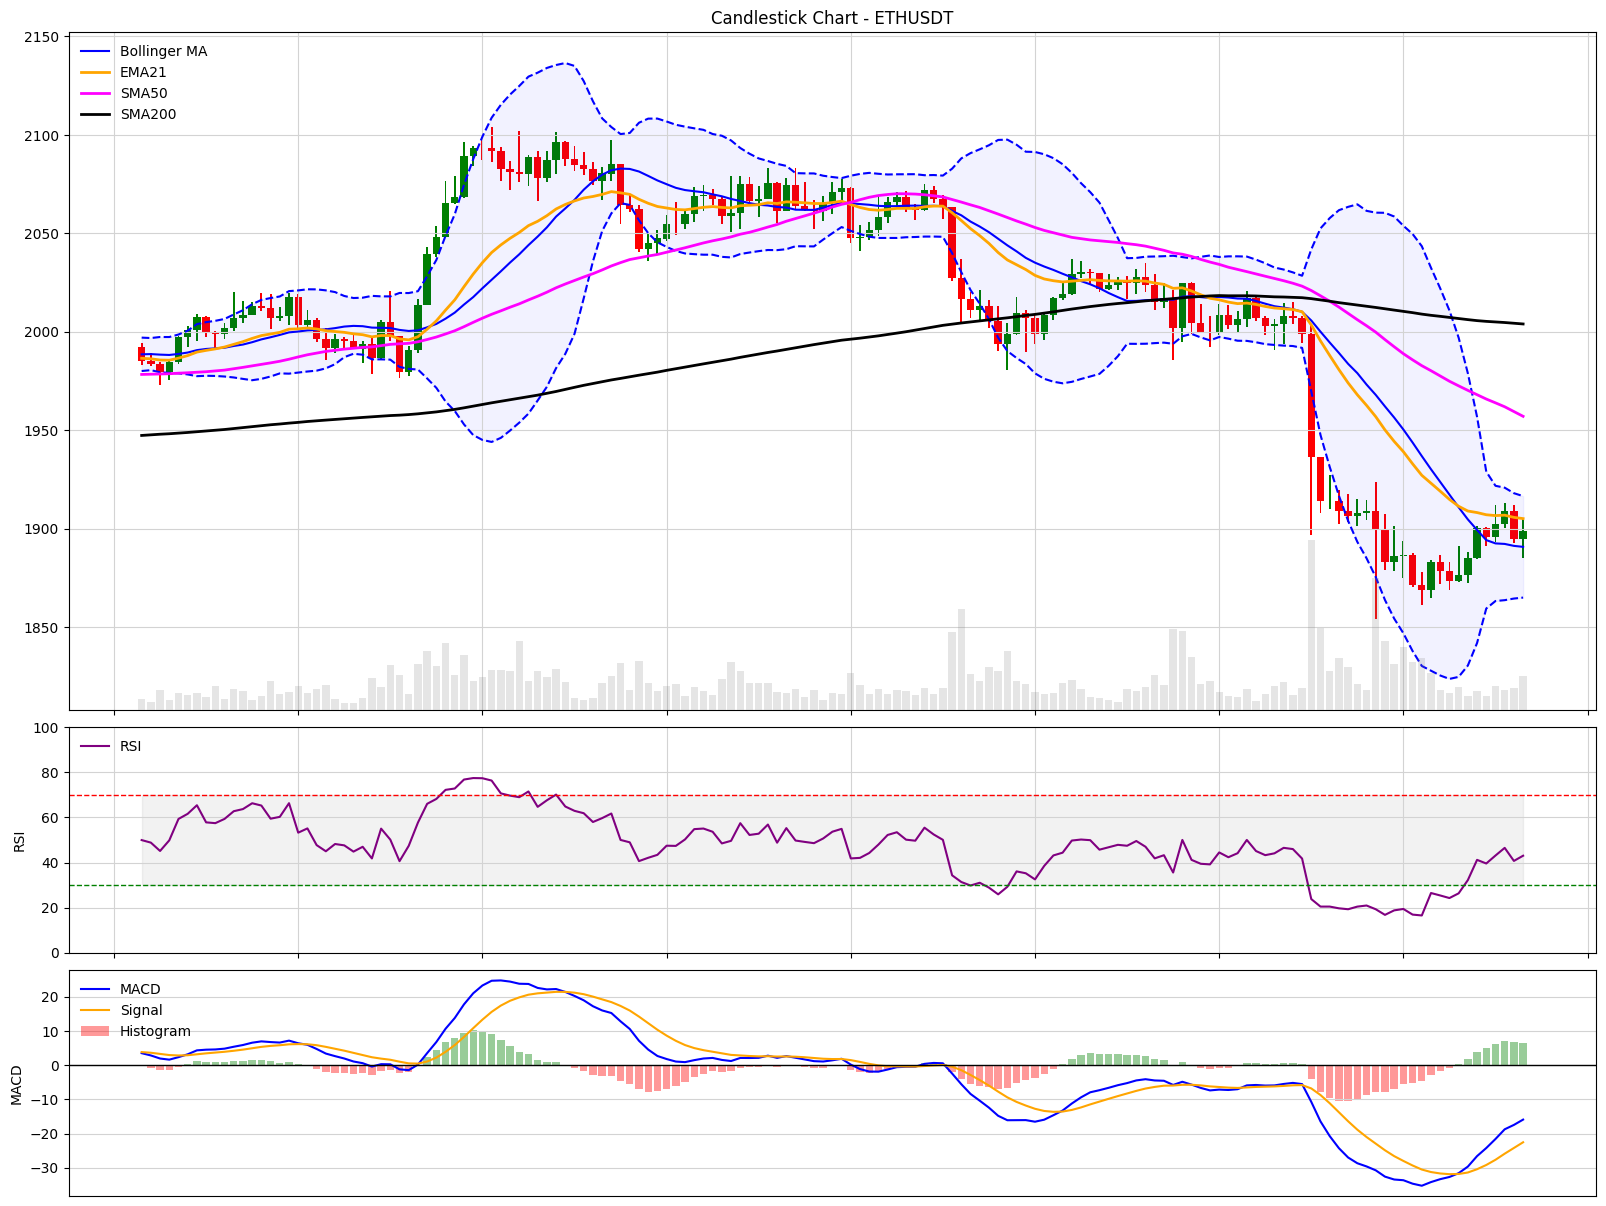 Candlestick Chart - ETHUSDT
2150
Bollinger MA
EMA21
SMA50
SMA200
2100
2050
2000
1950
1900
1850
100
RSI
80
60
RSI
40
20
0
MACD
20
Signal
10
Histogram
0
MACD
−10
−20
−30